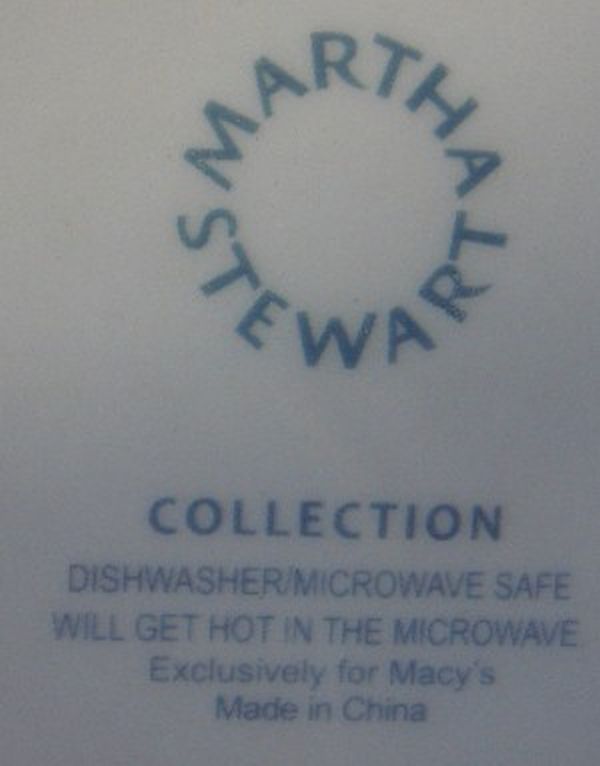 MARTHA
STEWART
COLLECTION
DISHWASHER/MICROWAVE SAFE
WILL GET HOT IN THE MICROWAVE
Exclusively for Macy's
Made in China